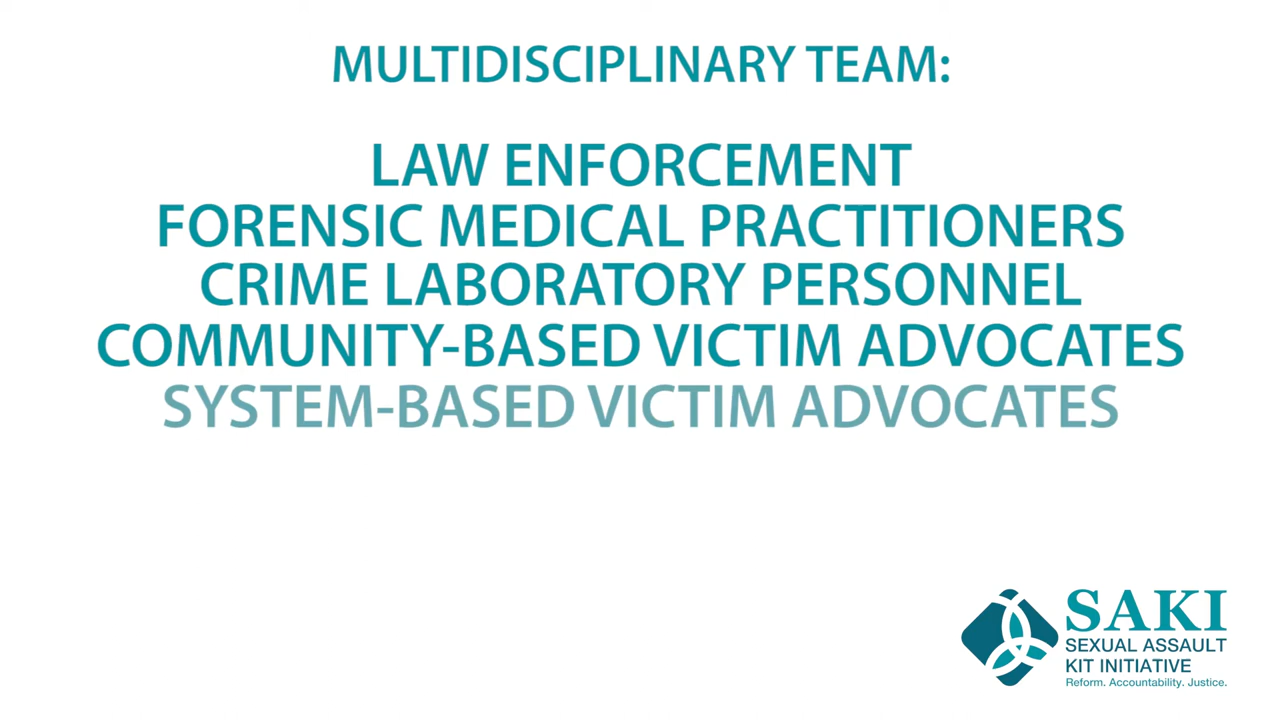 MULTIDISCIPLINARY TEAM:
LAW ENFORCEMENT
FORENSIC MEDICAL PRACTITIONERS
CRIME LABORATORY PERSONNEL
COMMUNITY-BASED VICTIM ADVOCATES
SYSTEM-BASED VICTIM ADVOCATES
SAKI
SEXUAL ASSAULT
KIT INITIATIVE
Reform. Accountability. Justice.